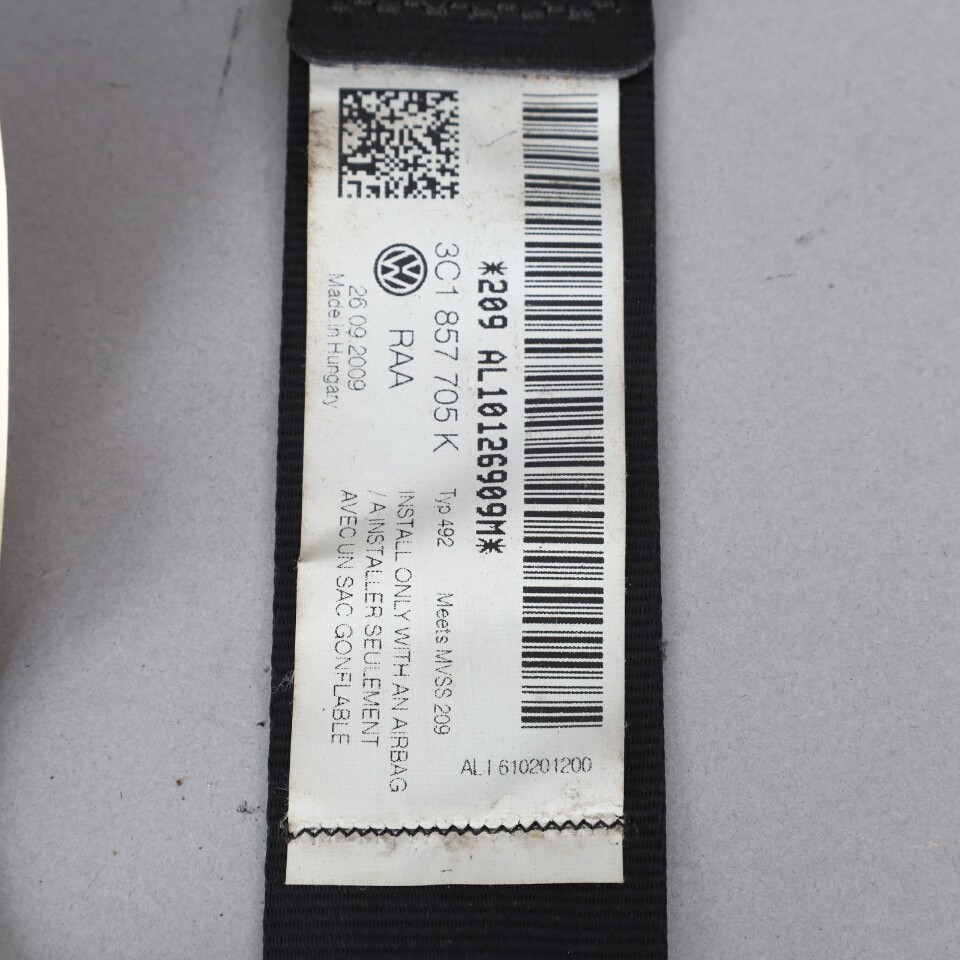 *209 AL10126909M*
3C1 857 705 K Typ 492 Meets MVSS 209
RAA
26 09 2009
Made in Hungary
INSTALL ONLY WITH AN AIRBAG
/ A INSTALLER SEULEMENT
AVEC UN SAC GONFLABLE
AL I 610201200